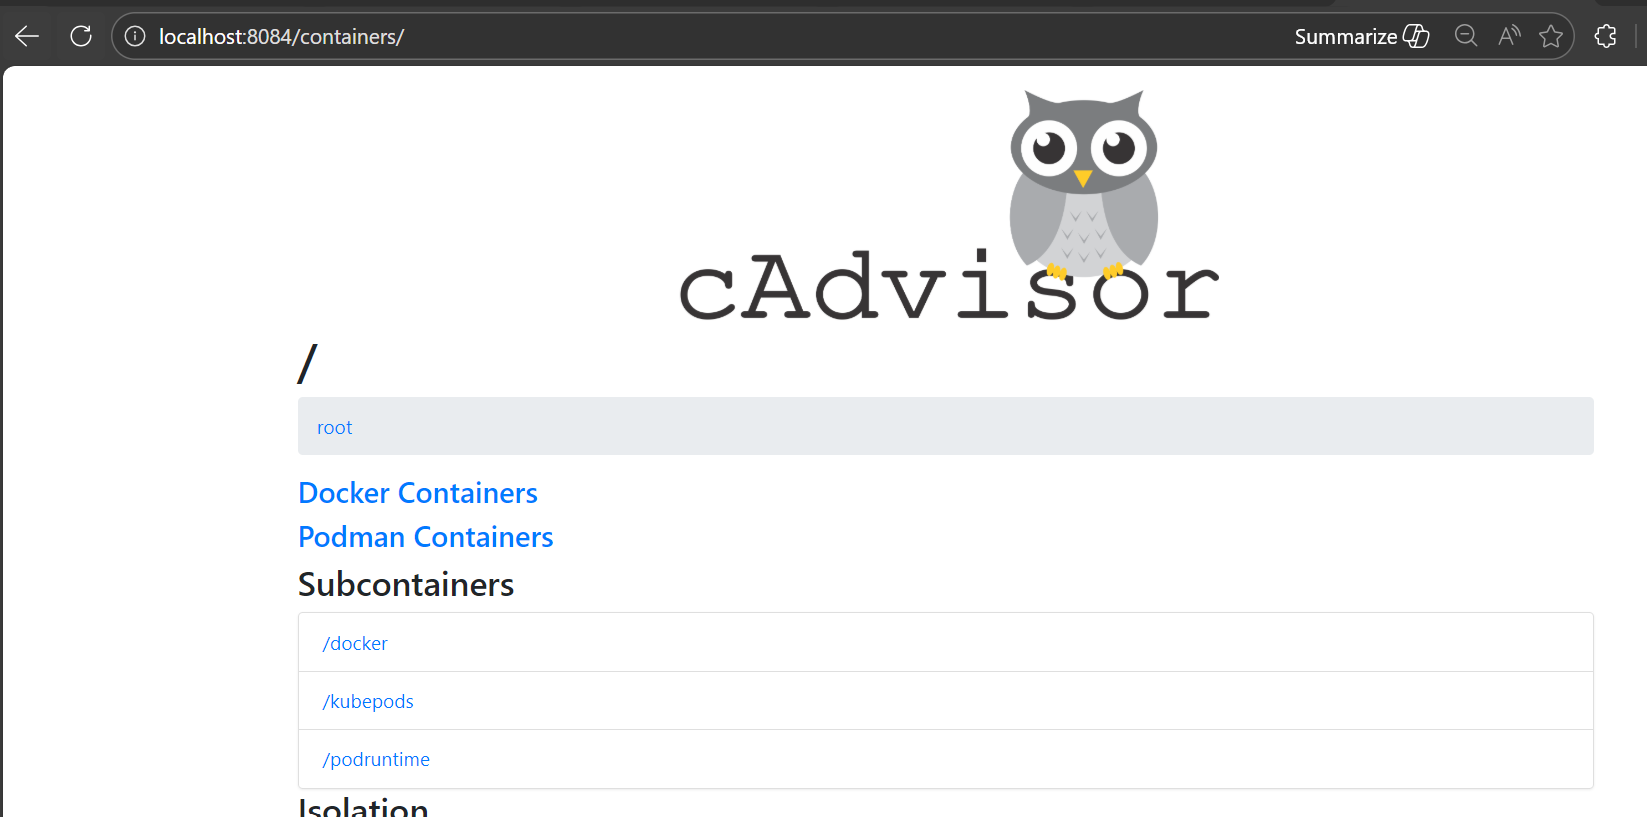 localhost:8084/containers/
Summarize
cAdvisor
/
root
Docker Containers
Podman Containers
Subcontainers
/docker
/kubepods
/podruntime
Isolation